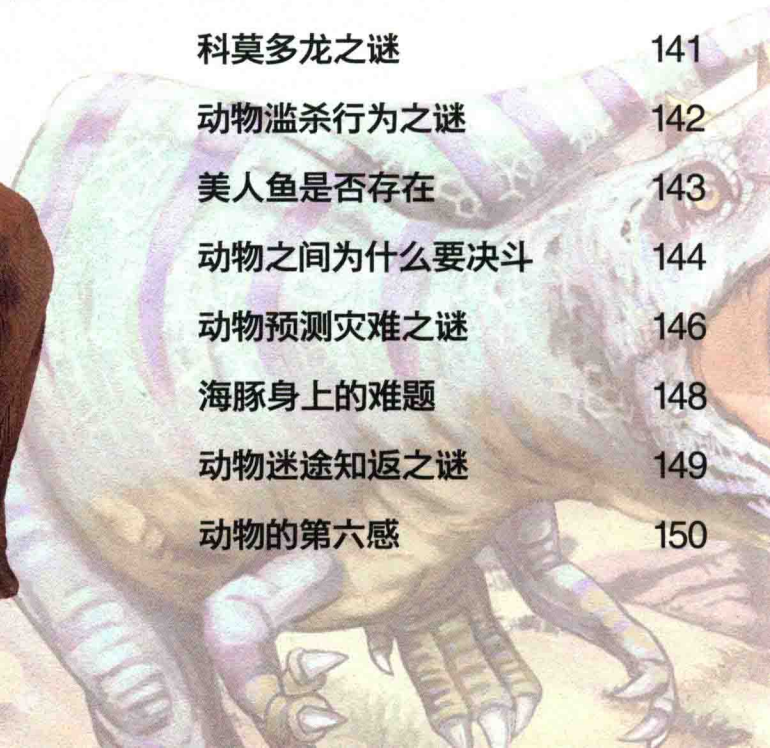 科莫多龙之谜 141
动物滥杀行为之谜 142
美人鱼是否存在 143
动物之间为什么要决斗 144
动物预测灾难之谜 146
海豚身上的难题 148
动物迷途知返之谜 149
动物的第六感 150